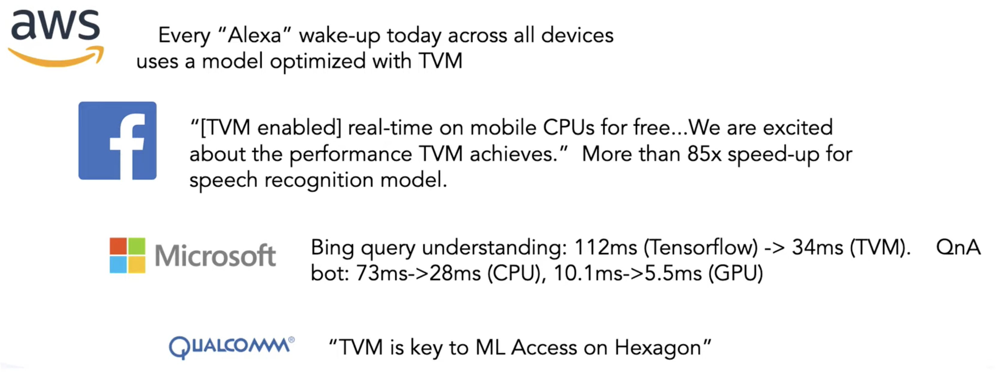 aws
Every “Alexa” wake-up today across all devices
uses a model optimized with TVM
f
“[TVM enabled] real-time on mobile CPUs for free...We are excited
about the performance TVM achieves.” More than 85x speed-up for
speech recognition model.
Microsoft
Bing query understanding: 112ms (Tensorflow) -> 34ms (TVM). QnA
bot: 73ms->28ms (CPU), 10.1ms->5.5ms (GPU)
QUALCOMM®
“TVM is key to ML Access on Hexagon”